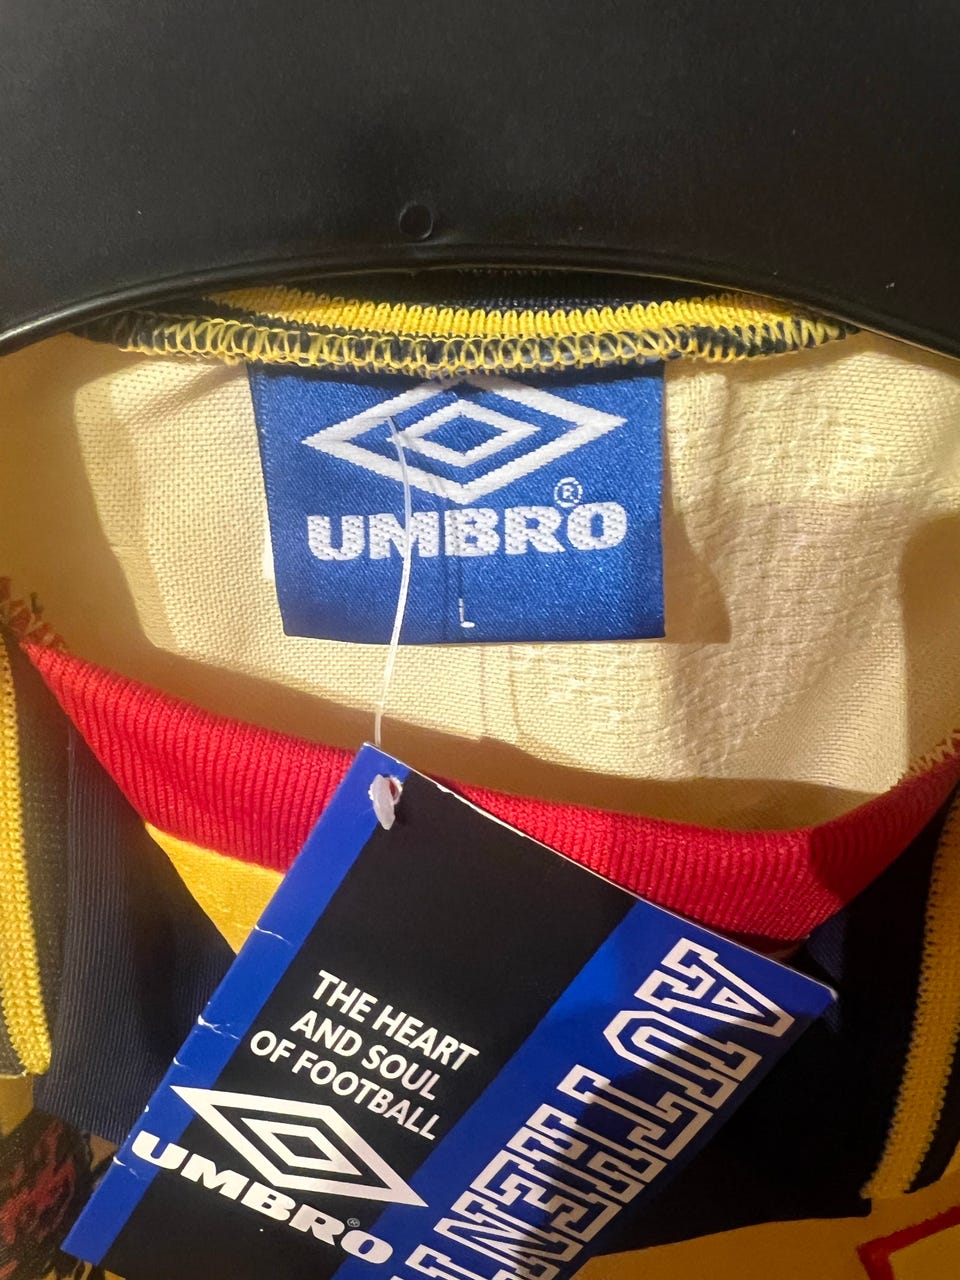 UMBRO®
L
THE HEART
AND SOUL
OF FOOTBALL
UMBRO®